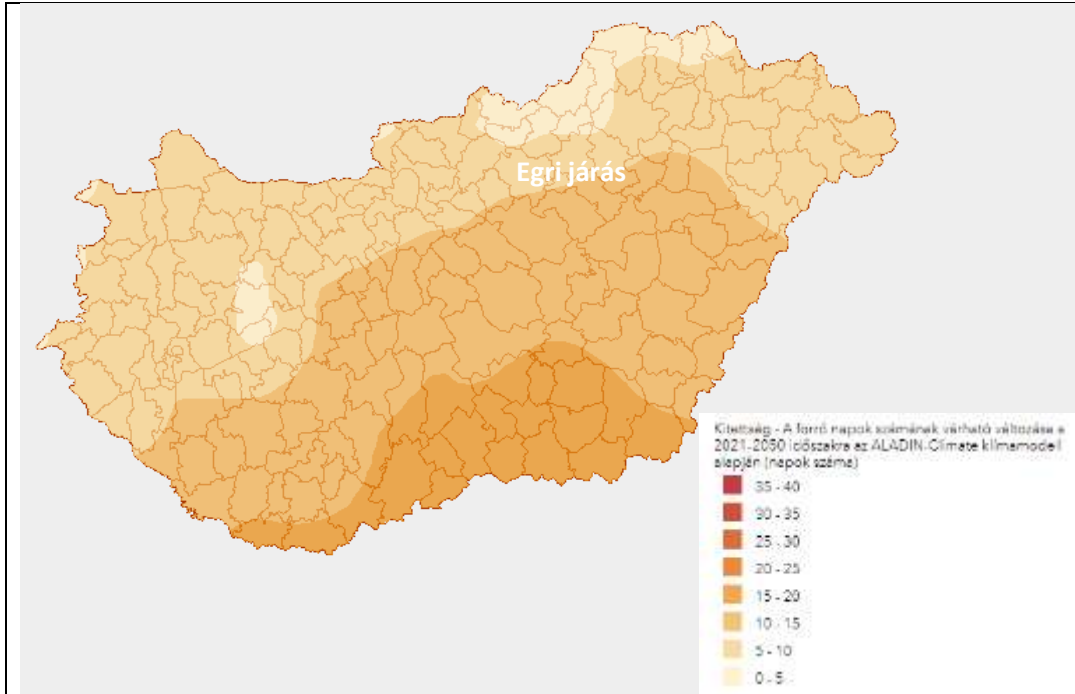 Egri járás
Kitettség - A forró napok számának várható változása a
2021-2050 időszakra az ALADIN-Climate klímamodell
alapján (napok száma)
35 - 40
30 - 35
25 - 30
20 - 25
15 - 20
10 - 15
5 - 10
0 - 5